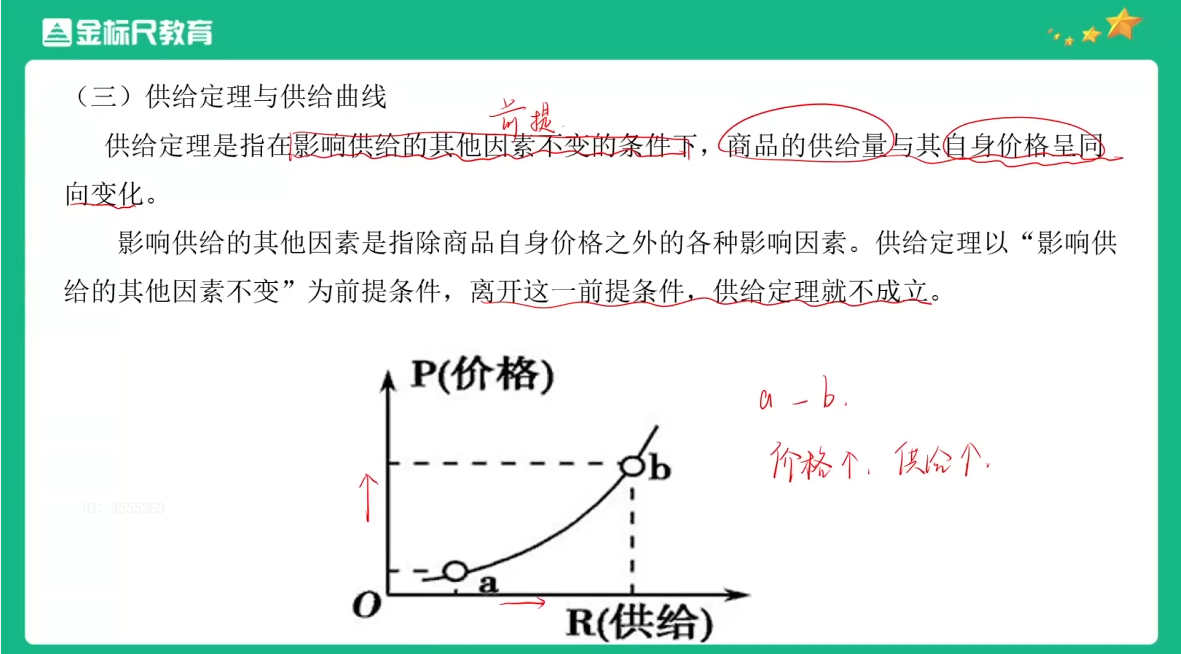 金标尺教育
（三）供给定理与供给曲线
前提.
供给定理是指在影响供给的其他因素不变的条件下，商品的供给量与其自身价格呈同
向变化。
影响供给的其他因素是指除商品自身价格之外的各种影响因素。供给定理以“影响供
给的其他因素不变”为前提条件，离开这一前提条件，供给定理就不成立。
P(价格)
a-b.
价格↑. 供给↑.
b
ID：3555369
a
O
R(供给)